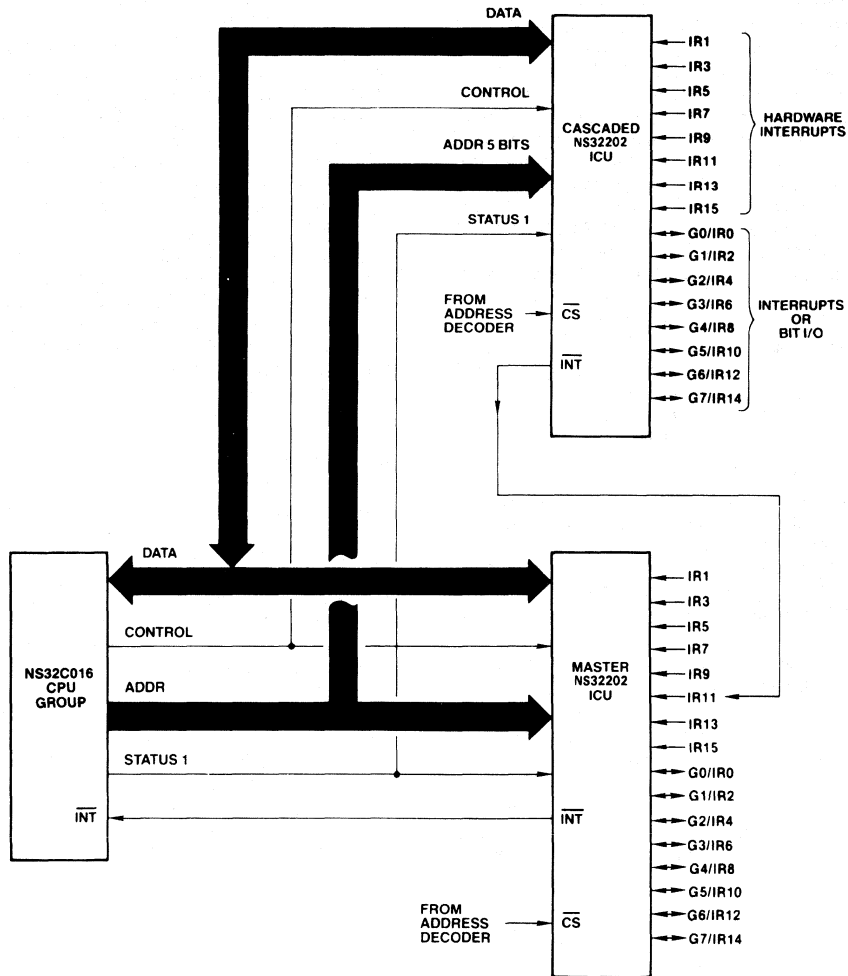 DATA
CONTROL
ADDR 5 BITS
STATUS 1
FROM
ADDRESS
DECODER
CS
INT
CASCADED
NS32202
ICU
IR1
IR3
IR5
IR7
IR9
IR11
IR13
IR15
G0/IR0
G1/IR2
G2/IR4
G3/IR6
G4/IR8
G5/IR10
G6/IR12
G7/IR14
HARDWARE
INTERRUPTS
INTERRUPTS
OR
BIT I/O
NS32C016
CPU
GROUP
INT
DATA
CONTROL
ADDR
STATUS 1
MASTER
NS32202
ICU
INT
FROM
ADDRESS
DECODER
CS
IR1
IR3
IR5
IR7
IR9
IR11
IR13
IR15
G0/IR0
G1/IR2
G2/IR4
G3/IR6
G4/IR8
G5/IR10
G6/IR12
G7/IR14